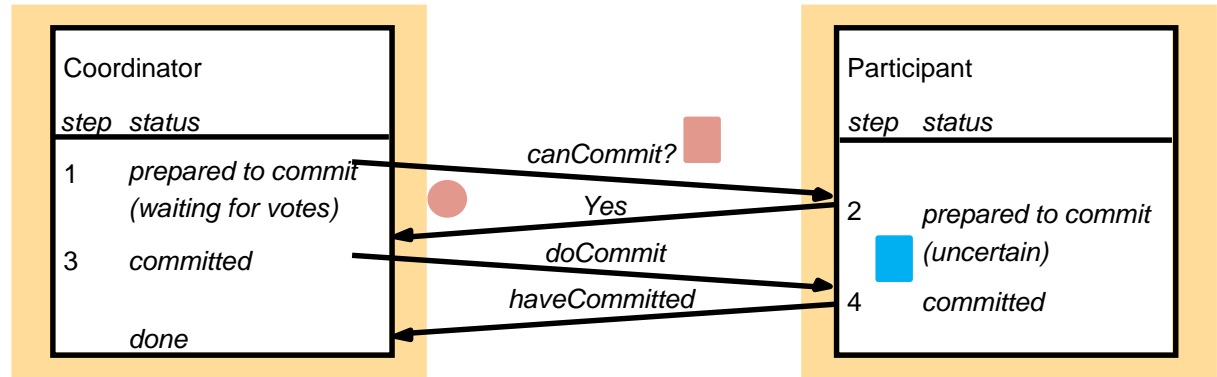 Coordinator
step status
1 prepared to commit
(waiting for votes)
3 committed
done
canCommit?
Yes
doCommit
haveCommitted
Participant
step status
2 prepared to commit
(uncertain)
4 committed